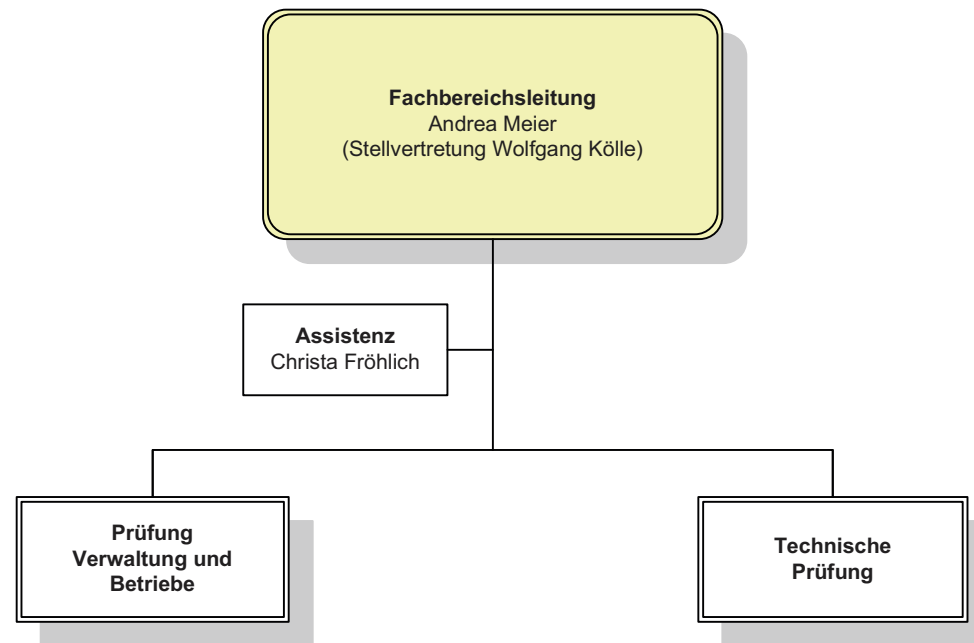 Fachbereichsleitung
Andrea Meier
(Stellvertretung Wolfgang Kölle)
Assistenz
Christa Fröhlich
Prüfung
Verwaltung und
Betriebe
Technische
Prüfung